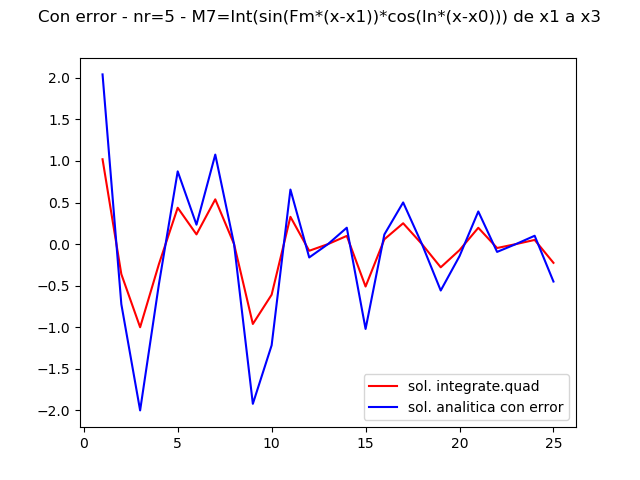 Con error - nr=5 - M7=Int(sin(Fm*(x-x1))*cos(In*(x-x0))) de x1 a x3
2.0
1.5
1.0
0.5
0.0
−0.5
−1.0
−1.5
−2.0
sol. integrate.quad
sol. analitica con error
0 5 10 15 20 25